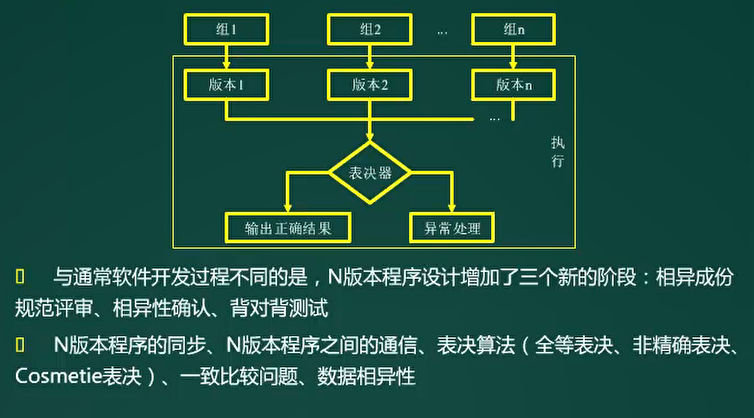 组1 组2 ... 组n
版本1 版本2 版本n
...
执
行
表决器
输出正确结果 异常处理
与通常软件开发过程不同的是，N版本程序设计增加了三个新的阶段：相异成份
规范评审、相异性确认、背对背测试
N版本程序的同步、N版本程序之间的通信、表决算法（全等表决、非精确表决、
Cosmetie表决）、一致比较问题、数据相异性